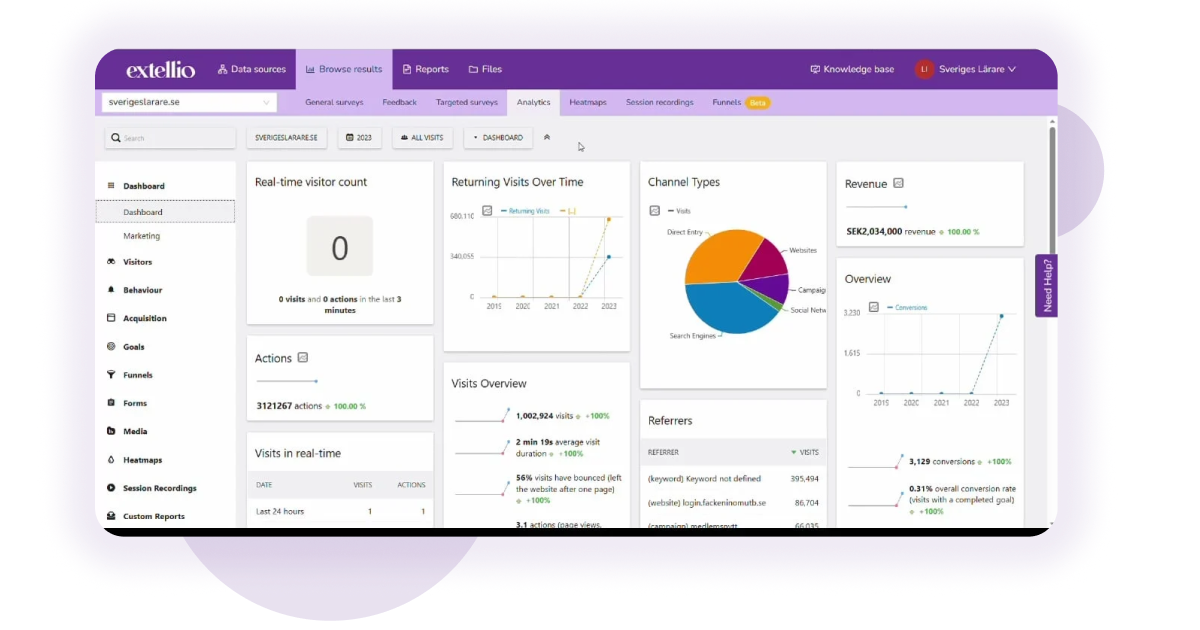 extellio
Data sources
Browse results
Reports
Files
Knowledge base
LI
Sveriges Lärare
sverigeslarare.se
General surveys
Feedback
Targeted surveys
Analytics
Heatmaps
Session recordings
Funnels
Beta
Search
SVERIGESLARARE.SE
2023
ALL VISITS
DASHBOARD
Dashboard
Dashboard
Marketing
Visitors
Behaviour
Acquisition
Goals
Funnels
Forms
Media
Heatmaps
Session Recordings
Custom Reports
Real-time visitor count
0
0 visits and 0 actions in the last 3
minutes
Actions
3121267 actions 100.00 %
Visits in real-time
DATE VISITS ACTIONS
Last 24 hours 1 1
Returning Visits Over Time
Returning Visits [...]
680,110
340,055
0
2019 2020 2021 2022 2023
Visits Overview
1,002,924 visits +100%
2 min 19s average visit
duration +100%
56% visits have bounced (left
the website after one page)
+100%
3.1 actions (page views,
Channel Types
Visits
Direct Entry
Websites
Campaig
Social Netw
Search Engines
Referrers
REFERRER VISITS
(keyword) Keyword not defined 395,494
(website) login.fackeninomutb.se 86,704
(campaign) medlemsnytt 66,035
Revenue
SEK2,034,000 revenue 100.00 %
Overview
Conversions
3,230
1,615
0
2019 2020 2021 2022 2023
3,129 conversions +100%
0.31% overall conversion rate
(visits with a completed goal)
+100%
Need Help?